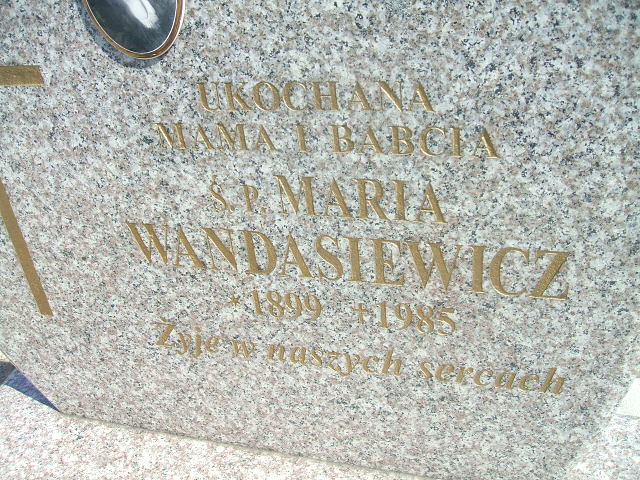 UKOCHANA
MAMA I BABCIA
Ś.P. MARIA
WANDASIEWICZ
* 1899 † 1985
Żyje w naszych sercach